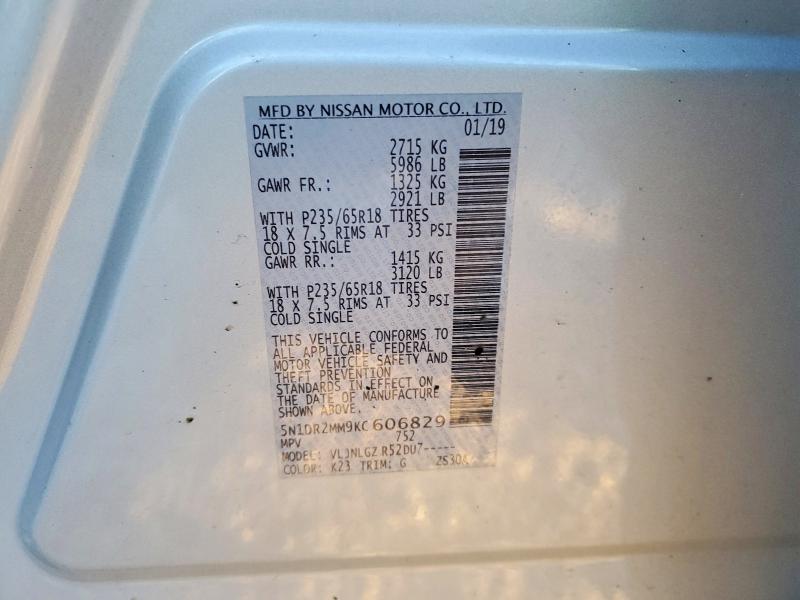 MFD BY NISSAN MOTOR CO., LTD.
DATE: 01/19
GVWR: 2715 KG
5986 LB
GAWR FR.: 1325 KG
2921 LB
WITH P235/65R18 TIRES
18 X 7.5 RIMS AT 33 PSI
COLD SINGLE
GAWR RR.: 1415 KG
3120 LB
WITH P235/65R18 TIRES
18 X 7.5 RIMS AT 33 PSI
COLD SINGLE
THIS VEHICLE CONFORMS TO
ALL APPLICABLE FEDERAL
MOTOR VEHICLE SAFETY AND
THEFT PREVENTION
STANDARDS IN EFFECT ON
THE DATE OF MANUFACTURE
SHOWN ABOVE.
5N1DR2MM9KC606829
MPV 752
MODEL: R52DU7-----
COLOR: K23 TRIM: G